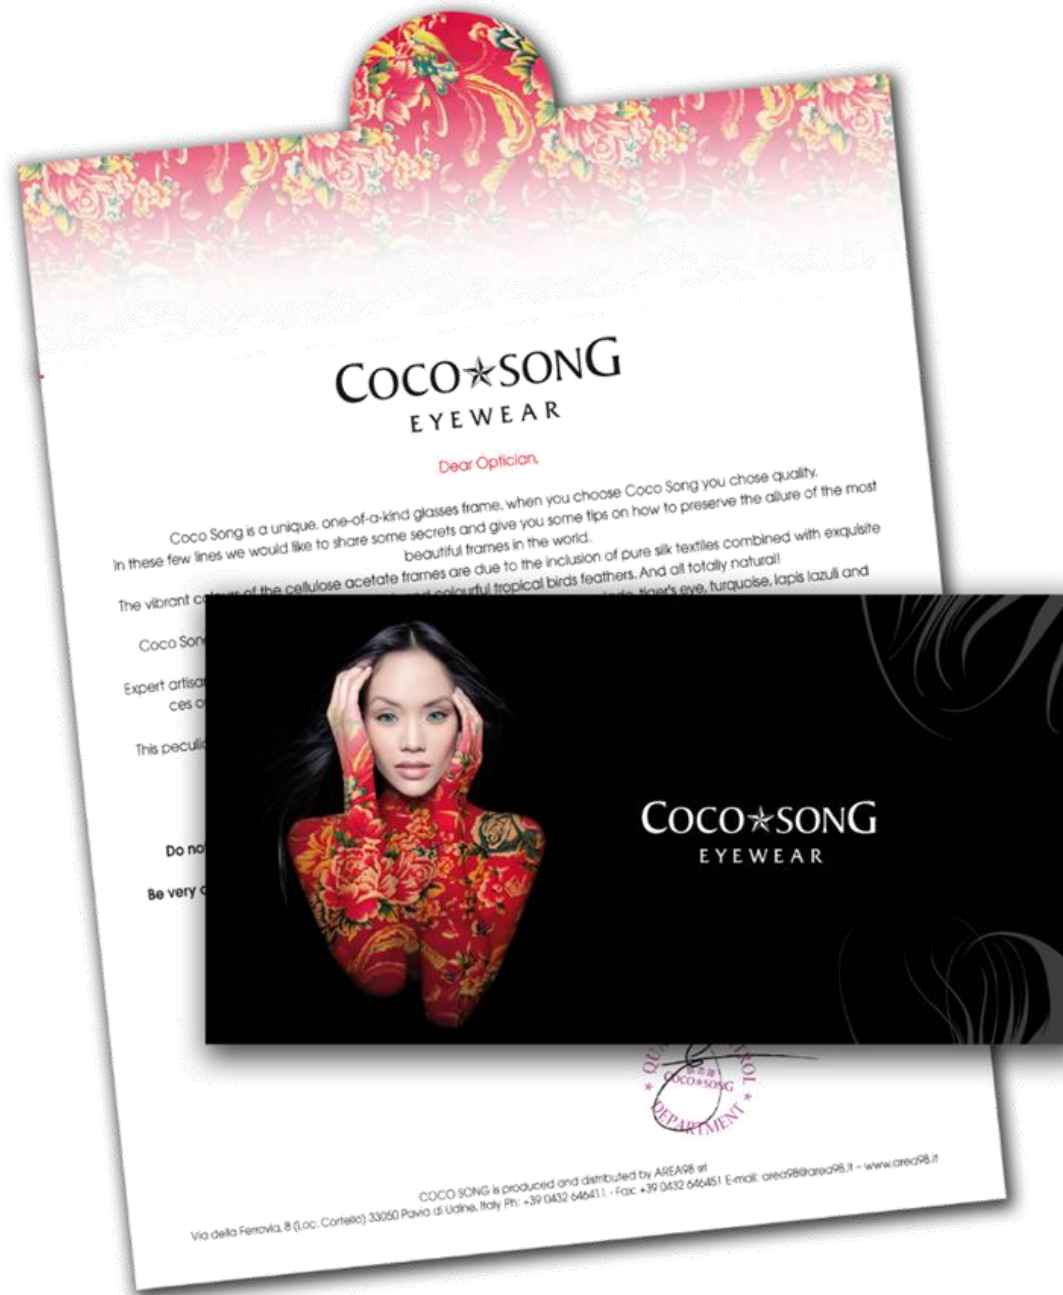 COCO★SONG
EYEWEAR
Dear Optician,
Coco Song is a unique, one-of-a-kind glasses frame, when you choose Coco Song you chose quality.
In these few lines we would like to share some secrets and give you some tips on how to preserve the allure of the most
beautiful frames in the world.
The vibrant colours of the cellulose acetate frames are due to the inclusion of pure silk textiles combined with exquisite
colourful tropical birds feathers. And all totally natural!
Coco Son
tiger's eye, turquoise, lapis lazuli and
Expert artisa
ces o
This peculia
Do no
Be very c
COCO★SONG
EYEWEAR
COCO★SONG
DEPARTMENT
COCO SONG is produced and distributed by AREA98 srl
Via della Ferrovia, 8 (Loc. Cortello) 33050 Pavia di Udine, Italy Ph: +39 0432 646411 - Fax: +39 0432 646451 E-mail: area98@area98.it – www.area98.it